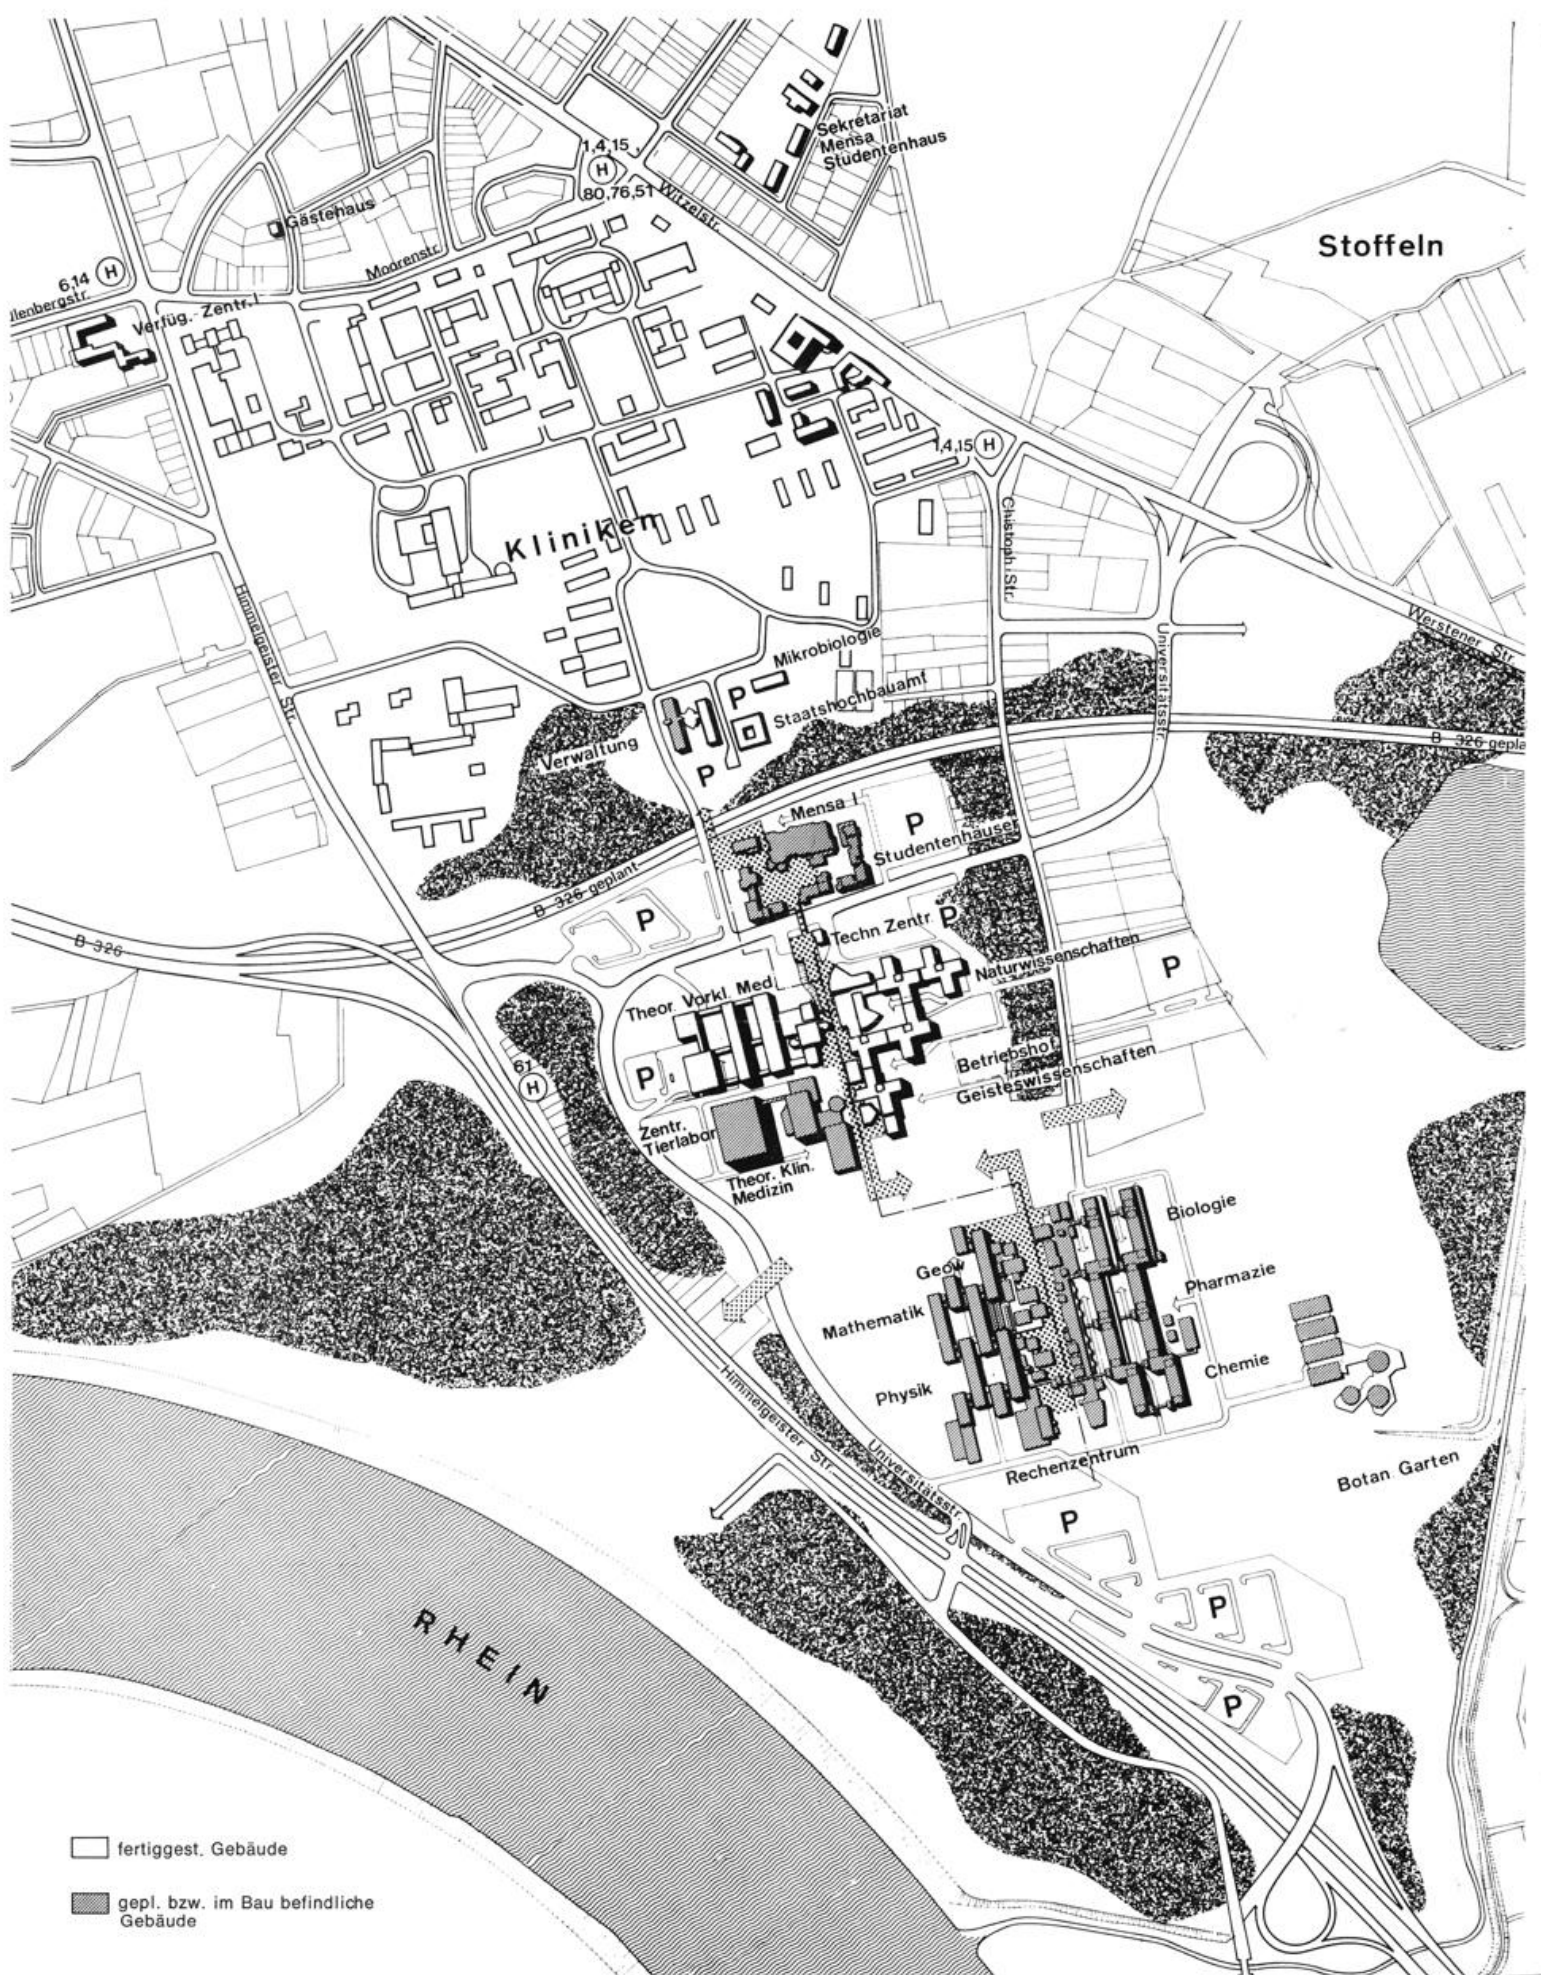 Sekretariat
Mensa
Studentenhaus
1,4,15
H
80,76,51
Witzelstr.
Gästehaus
Moorenstr.
Stoffeln
6,14 H
ulenbergstr.
Verfüg.- Zentr. I
1,4,15 H
Kliniken
Christoph-Str.
Himmelgeister Str.
Werstener Str.
Universitätsstr.
Mikrobiologie
P
Staatshochbauamt
Verwaltung
P
B 326 gepla
Mensa I
P
Studentenhäuser
B 326 geplant
P
P
Techn Zentr.
B 326
Naturwissenschaften
P
Theor. Vorkl. Med
61
H
P
Betriebshof
Geisteswissenschaften
Zentr.
Tierlabor
Theor. Klin.
Medizin
Biologie
Geow
Pharmazie
Mathematik
Chemie
Physik
Himmelgeister Str.
Universitätsstr.
Rechenzentrum
Botan. Garten
P
P
RHEIN
P
fertiggest. Gebäude
gepl. bzw. im Bau befindliche
Gebäude